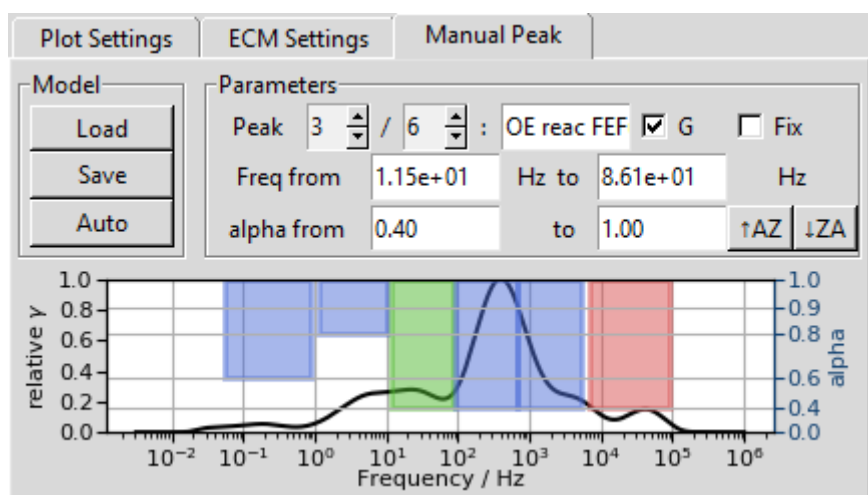 Plot Settings ECM Settings Manual Peak
Model Parameters
Load Peak 3 / 6 : OE reac FEF G Fix
Save Freq from 1.15e+01 Hz to 8.61e+01 Hz
Auto alpha from 0.40 to 1.00 ↑AZ ↓ZA
relative γ
1.0
0.8
0.6
0.4
0.2
0.0
1.0
0.9
0.8
0.6
0.4
0.0
alpha
10⁻² 10⁻¹ 10⁰ 10¹ 10² 10³ 10⁴ 10⁵ 10⁶
Frequency / Hz